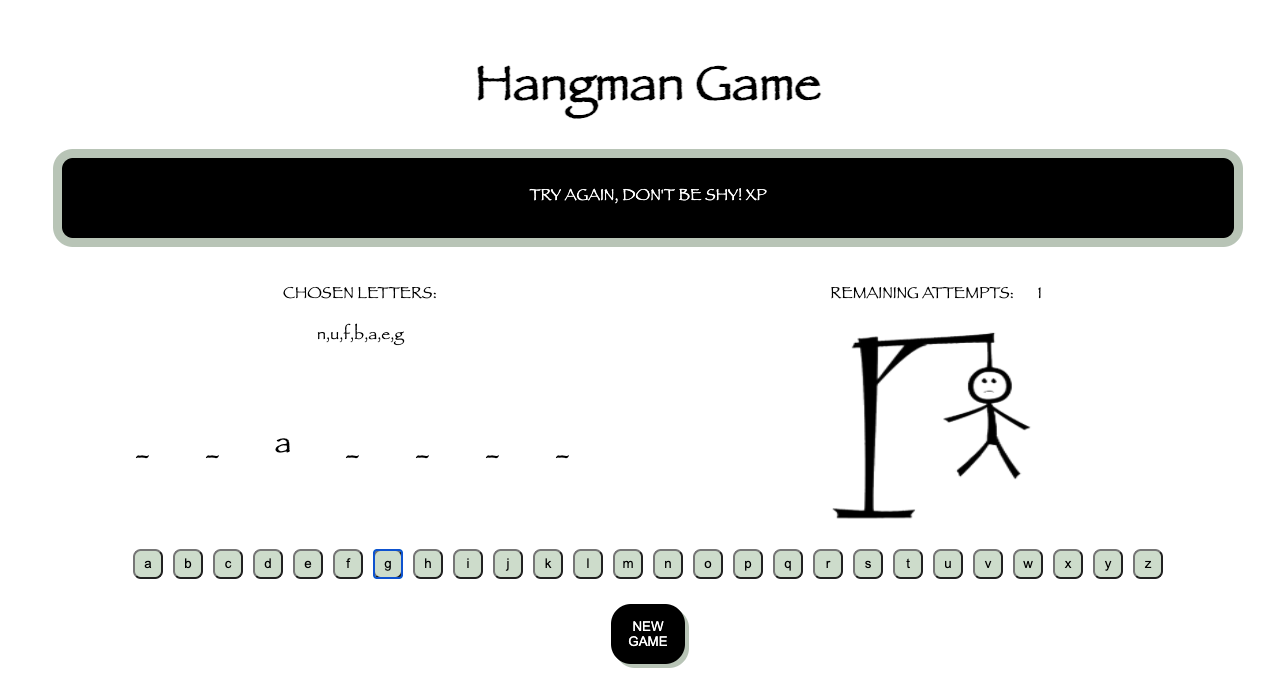 Hangman Game
TRY AGAIN, DON'T BE SHY! XP
CHOSEN LETTERS:
n,u,f,b,a,e,g
REMAINING ATTEMPTS: 1
_ _ a _ _ _ _
a b c d e f g h i j k l m n o p q r s t u v w x y z
NEW
GAME